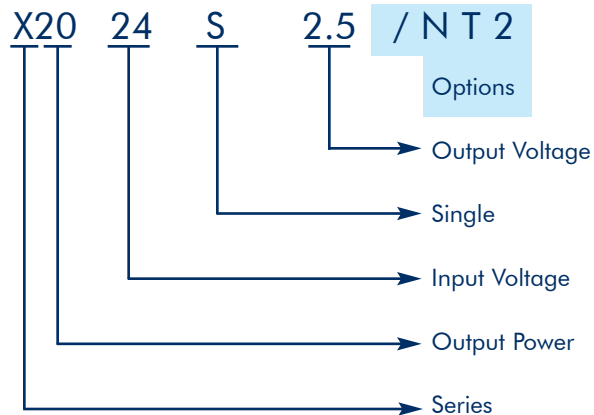 X20 24 S 2.5 / N T 2
Options
Output Voltage
Single
Input Voltage
Output Power
Series